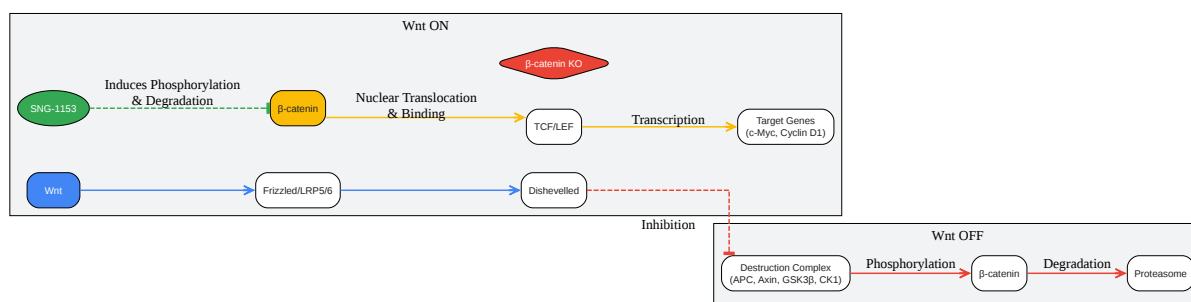 Wnt ON
β-catenin KO
Induces Phosphorylation
& Degradation
SNG-1153
β-catenin
Nuclear Translocation
& Binding
TCF/LEF
Transcription
Target Genes
(c-Myc, Cyclin D1)
Wnt
Frizzled/LRP5/6
Dishevelled
Inhibition
Wnt OFF
Destruction Complex
(APC, Axin, GSK3β, CK1)
Phosphorylation
β-catenin
Degradation
Proteasome